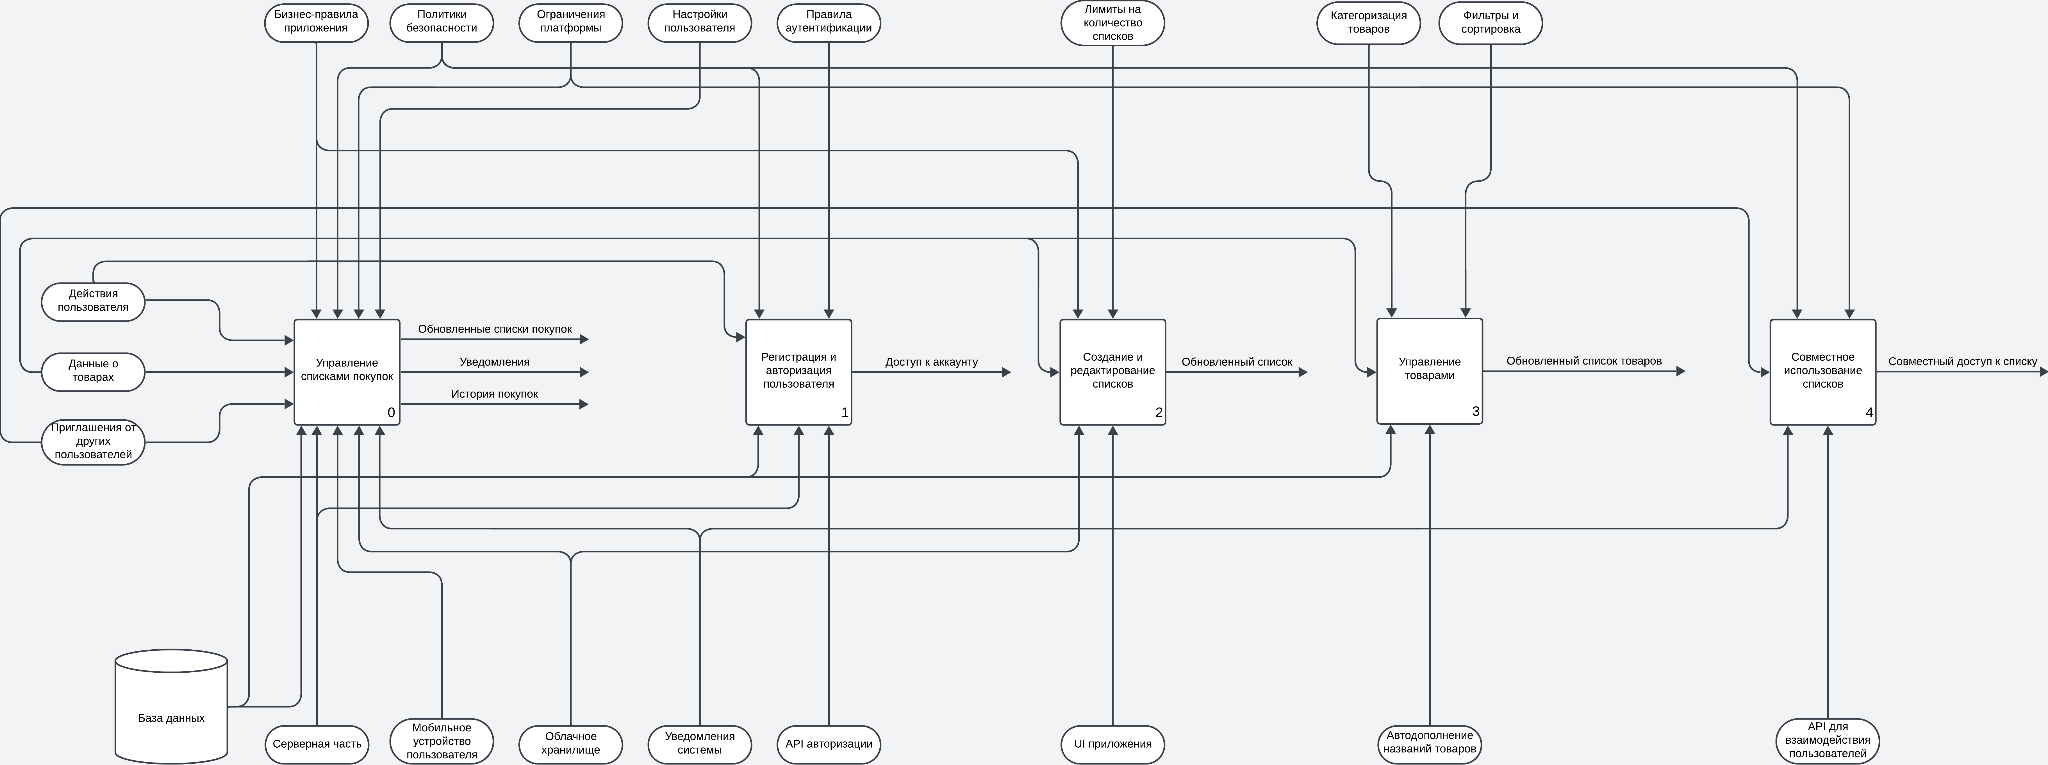 Бизнес-правила
приложения
Политики
безопасности
Ограничения
платформы
Настройки
пользователя
Правила
аутентификации
Лимиты на
количество
списков
Категоризация
товаров
Фильтры и
сортировка
Действия
пользователя
Данные о
товарах
Приглашения от
других
пользователей
Управление
списками покупок
0
Обновленные списки покупок
Уведомления
История покупок
Регистрация и
авторизация
пользователя
1
Доступ к аккаунту
Создание и
редактирование
списков
2
Обновленный список
Управление
товарами
3
Обновленный список товаров
Совместное
использование
списков
4
Совместный доступ к списку
База данных
Серверная часть
Мобильное
устройство
пользователя
Облачное
хранилище
Уведомления
системы
API авторизации
UI приложения
Автодополнение
названий товаров
API для
взаимодействия
пользователей